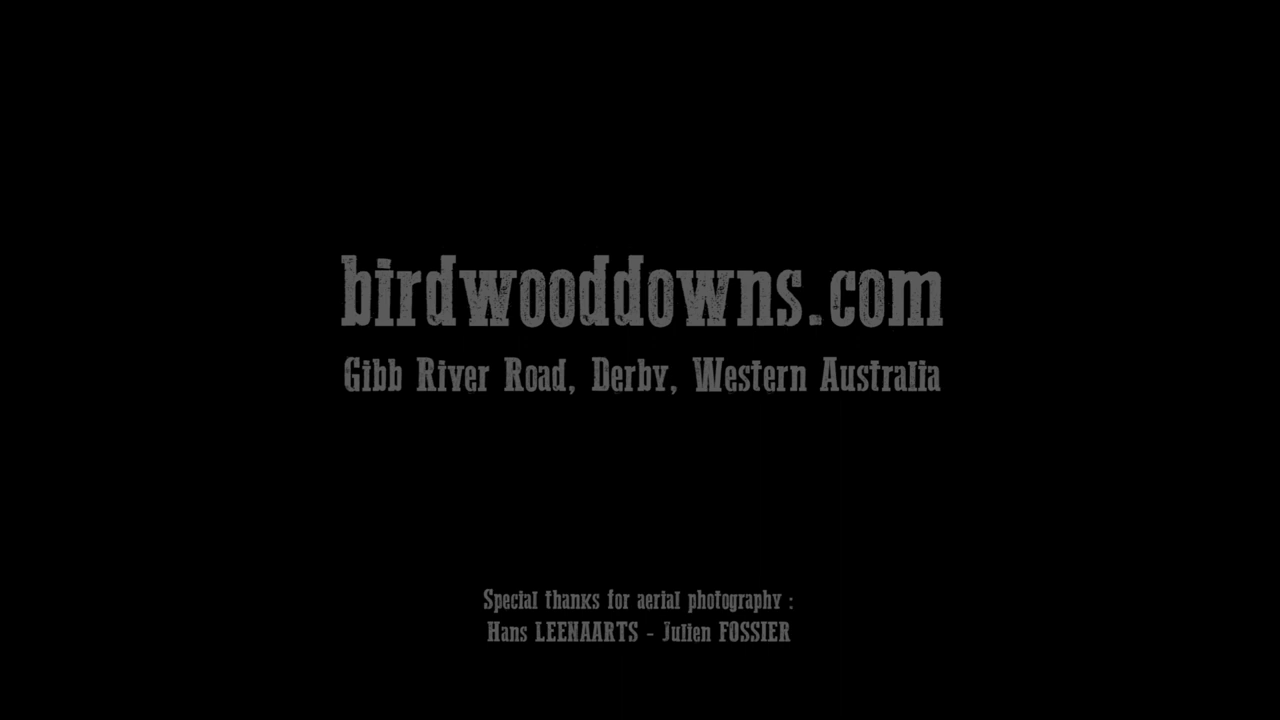 birdwooddowns.com
Gibb River Road, Derby, Western Australia
Special thanks for aerial photography :
Hans LEENAARTS - Julien FOSSIER